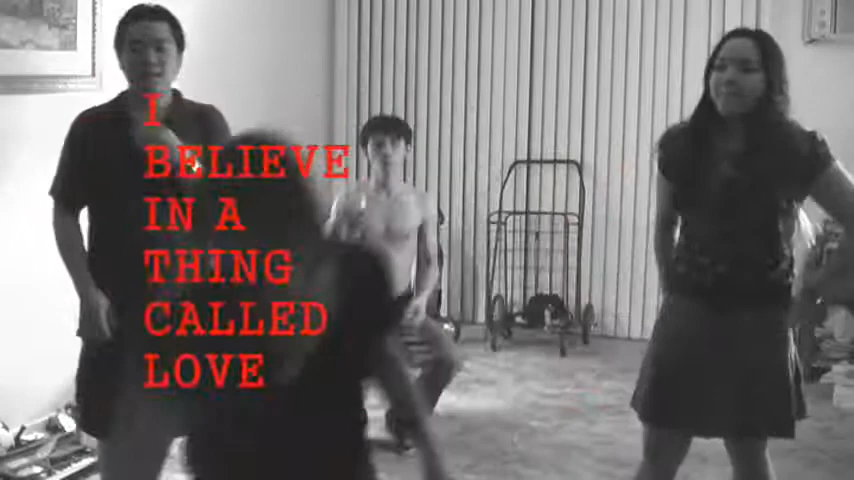 I
BELIEVE
IN A
THING
CALLED
LOVE